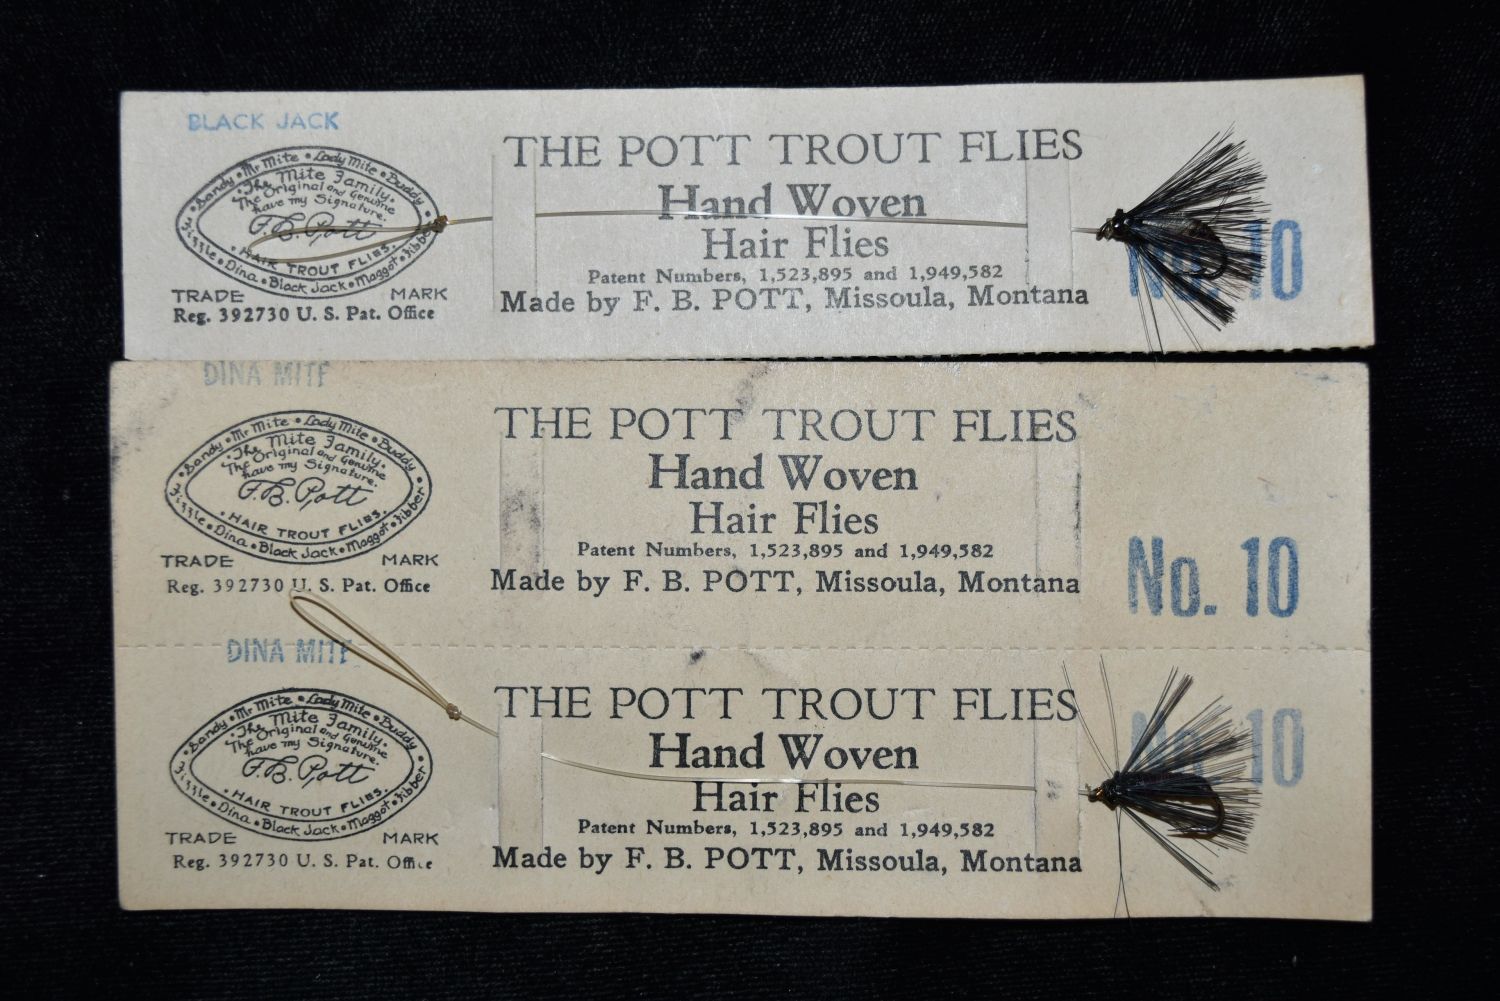 BLACK JACK
Sandy • Mr Mite • Lady Mite • Buddy
The Mite Family.
The Original and Genuine
have my Signature.
F.B. Pott
• HAIR TROUT FLIES.
Fizzle • Dina • Black Jack • Maggot • Fibber
TRADE MARK
Reg. 392730 U. S. Pat. Office
THE POTT TROUT FLIES
Hand Woven
Hair Flies
Patent Numbers, 1,523,895 and 1,949,582
Made by F. B. POTT, Missoula, Montana
No. 10
DINA MITE
Sandy • Mr Mite • Lady Mite • Buddy
The Mite Family.
The Original and Genuine
have my Signature.
F.B. Pott
• HAIR TROUT FLIES.
Fizzle • Dina • Black Jack • Maggot • Fibber
TRADE MARK
Reg. 392730 U. S. Pat. Office
THE POTT TROUT FLIES
Hand Woven
Hair Flies
Patent Numbers, 1,523,895 and 1,949,582
Made by F. B. POTT, Missoula, Montana
No. 10
DINA MITE
Sandy • Mr Mite • Lady Mite • Buddy
The Mite Family.
The Original and Genuine
have my Signature.
F.B. Pott
• HAIR TROUT FLIES.
Fizzle • Dina • Black Jack • Maggot • Fibber
TRADE MARK
Reg. 392730 U. S. Pat. Office
THE POTT TROUT FLIES
Hand Woven
Hair Flies
Patent Numbers, 1,523,895 and 1,949,582
Made by F. B. POTT, Missoula, Montana
No. 10